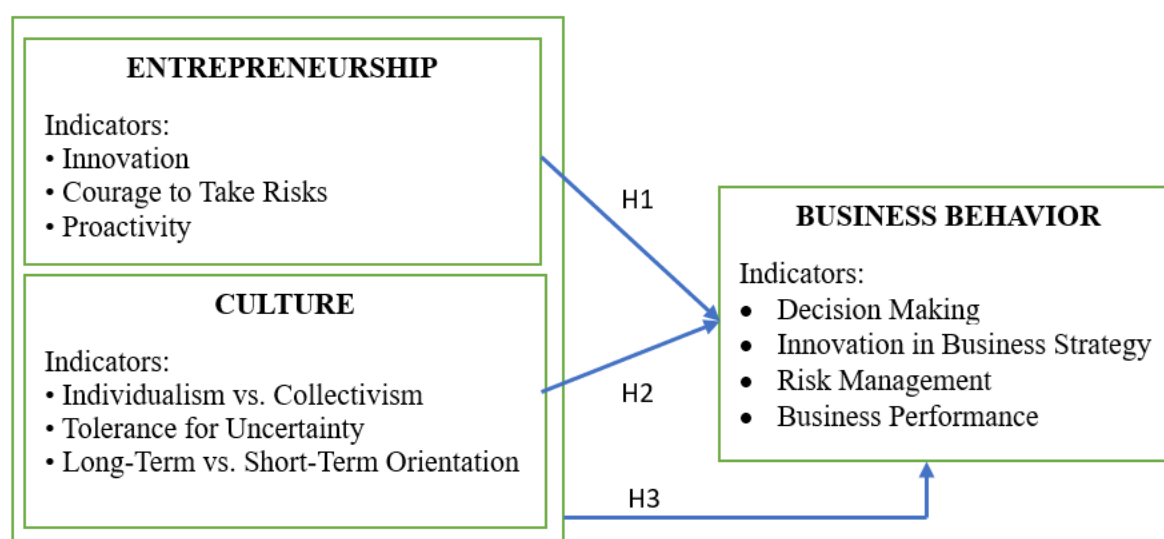 ENTREPRENEURSHIP
Indicators:
• Innovation
• Courage to Take Risks
• Proactivity
CULTURE
Indicators:
• Individualism vs. Collectivism
• Tolerance for Uncertainty
• Long-Term vs. Short-Term Orientation
H1
H2
H3
BUSINESS BEHAVIOR
Indicators:
• Decision Making
• Innovation in Business Strategy
• Risk Management
• Business Performance